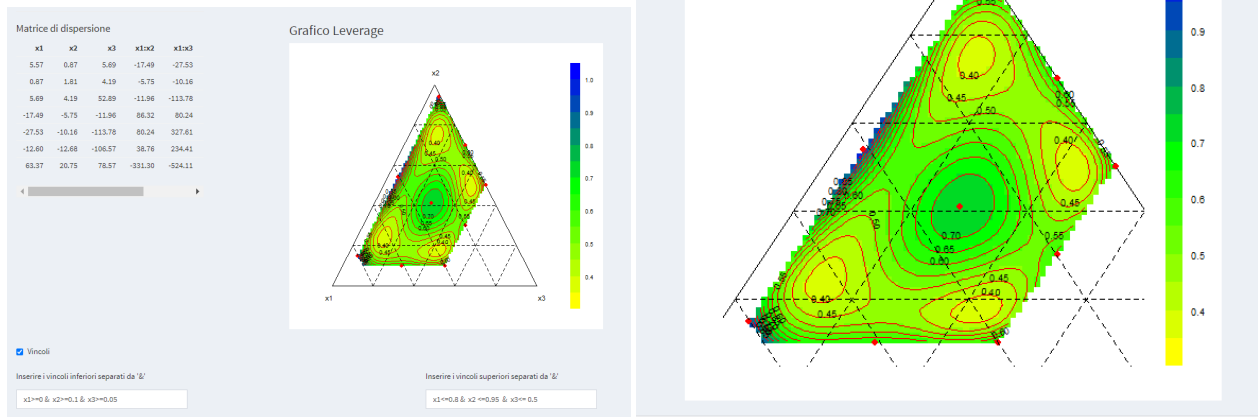 Matrice di dispersione
x1 x2 x3 x1:x2 x1:x3
5.57 0.87 5.69 -17.49 -27.53
0.87 1.81 4.19 -5.75 -10.16
5.69 4.19 52.89 -11.96 -113.78
-17.49 -5.75 -11.96 86.32 80.24
-27.53 -10.16 -113.78 80.24 327.61
-12.60 -12.68 -106.57 38.76 234.41
63.37 20.75 78.57 -331.30 -524.11
Vincoli
Inserire i vincoli inferiori separati da '&'
x1>=0 & x2>=0.1 & x3>=0.05
Grafico Leverage
x2
x1
x3
1.0
0.9
0.8
0.7
0.6
0.5
0.4
Inserire i vincoli superiori separati da '&'
x1<=0.8 & x2 <=0.95 & x3<= 0.5
0.40
0.45
0.50
0.60
0.55
0.40
0.45
0.60
0.70
0.65
0.60
0.55
0.45
0.40
0.40
0.45
0.9
0.8
0.7
0.6
0.5
0.4